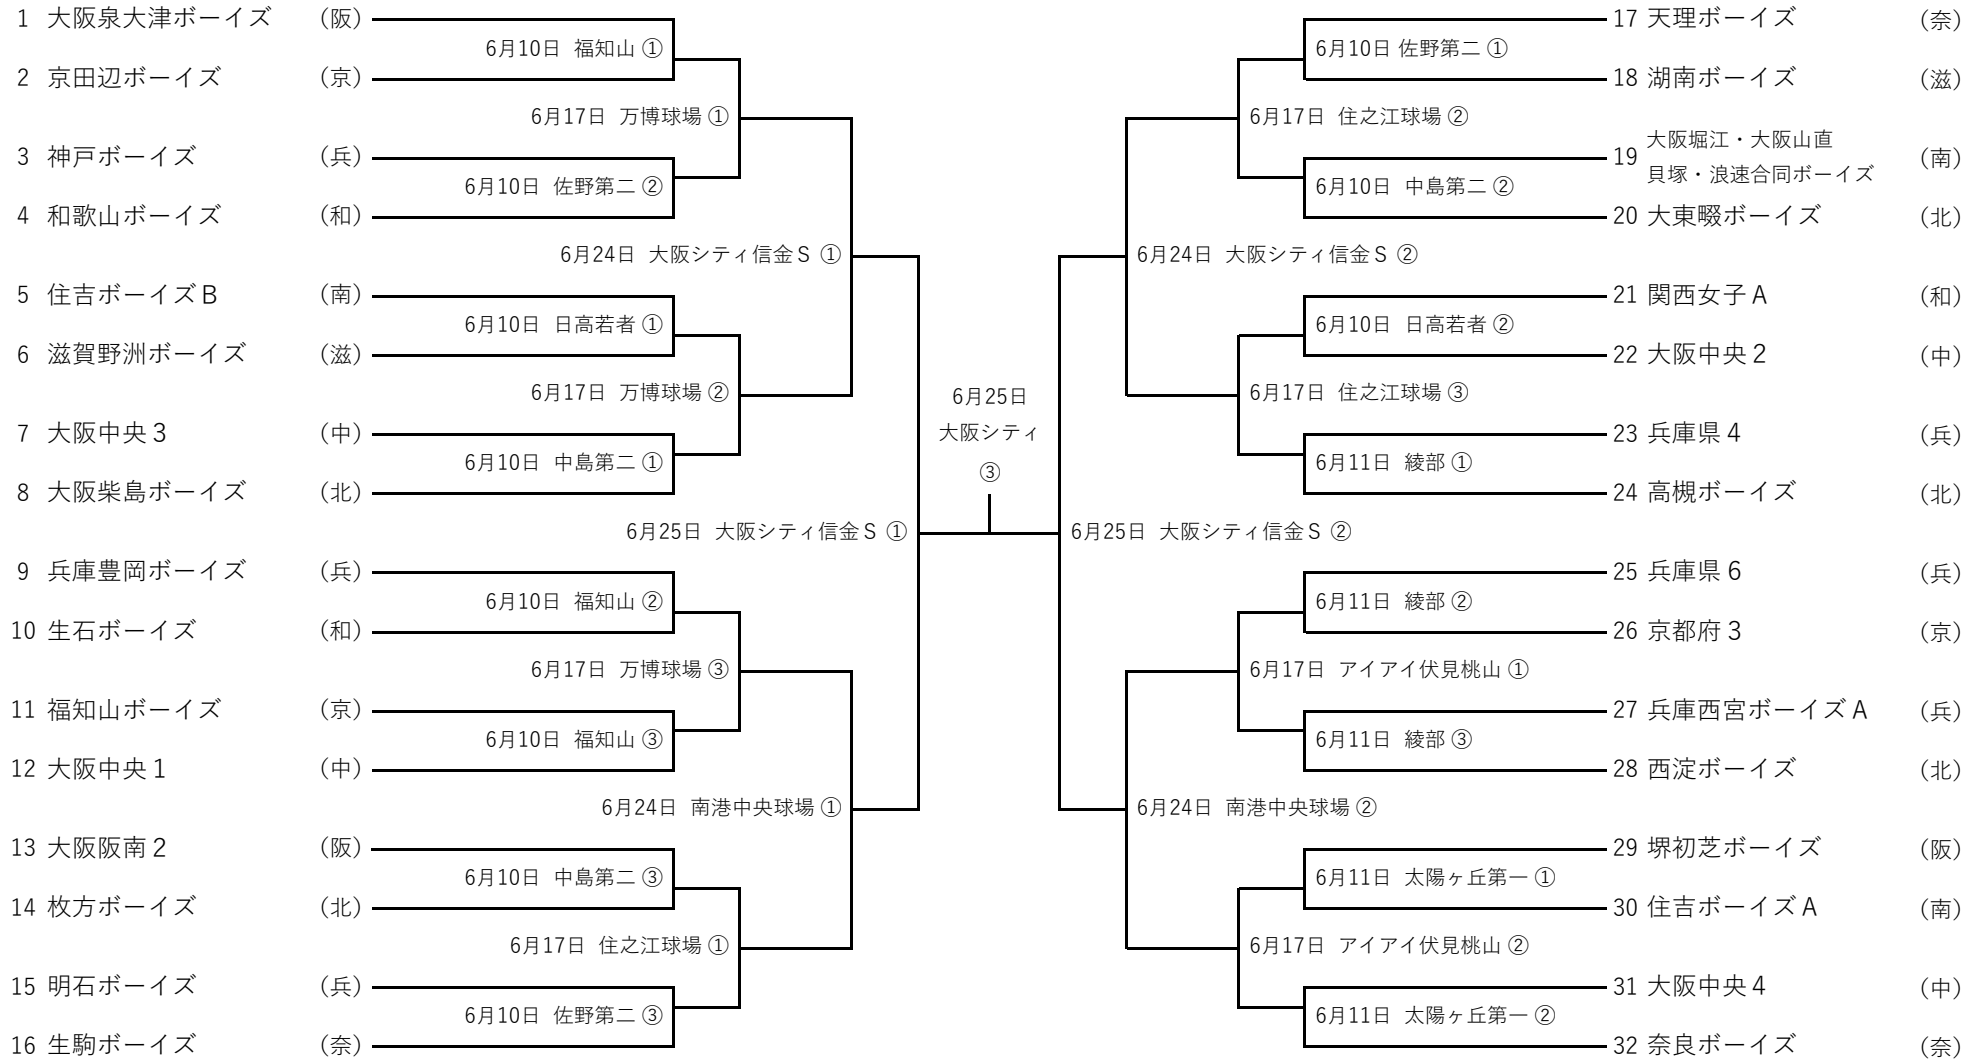 1 大阪泉大津ボーイズ （阪）
6月10日 福知山 ①
2 京田辺ボーイズ （京）
6月17日 万博球場 ①
3 神戸ボーイズ （兵）
6月10日 佐野第二 ②
4 和歌山ボーイズ （和）
6月24日 大阪シティ信金Ｓ ①
5 住吉ボーイズＢ （南）
6月10日 日高若者 ①
6 滋賀野洲ボーイズ （滋）
6月17日 万博球場 ②
7 大阪中央３ （中）
6月10日 中島第二 ①
8 大阪柴島ボーイズ （北）
6月25日 大阪シティ信金Ｓ ①
9 兵庫豊岡ボーイズ （兵）
6月10日 福知山 ②
10 生石ボーイズ （和）
6月17日 万博球場 ③
11 福知山ボーイズ （京）
6月10日 福知山 ③
12 大阪中央１ （中）
6月24日 南港中央球場 ①
13 大阪阪南２ （阪）
6月10日 中島第二 ③
14 枚方ボーイズ （北）
6月17日 住之江球場 ①
15 明石ボーイズ （兵）
6月10日 佐野第二 ③
16 生駒ボーイズ （奈）
6月25日
大阪シティ
③
17 天理ボーイズ （奈）
6月10日 佐野第二 ①
18 湖南ボーイズ （滋）
6月17日 住之江球場 ②
大阪堀江・大阪山直
19 （南）
貝塚・浪速合同ボーイズ
6月10日 中島第二 ②
20 大東畷ボーイズ （北）
6月24日 大阪シティ信金Ｓ ②
21 関西女子Ａ （和）
6月10日 日高若者 ②
22 大阪中央２ （中）
6月17日 住之江球場 ③
23 兵庫県４ （兵）
6月11日 綾部 ①
24 高槻ボーイズ （北）
6月25日 大阪シティ信金Ｓ ②
25 兵庫県６ （兵）
6月11日 綾部 ②
26 京都府３ （京）
6月17日 アイアイ伏見桃山 ①
27 兵庫西宮ボーイズＡ （兵）
6月11日 綾部 ③
28 西淀ボーイズ （北）
6月24日 南港中央球場 ②
29 堺初芝ボーイズ （阪）
6月11日 太陽ヶ丘第一 ①
30 住吉ボーイズＡ （南）
6月17日 アイアイ伏見桃山 ②
31 大阪中央４ （中）
6月11日 太陽ヶ丘第一 ②
32 奈良ボーイズ （奈）